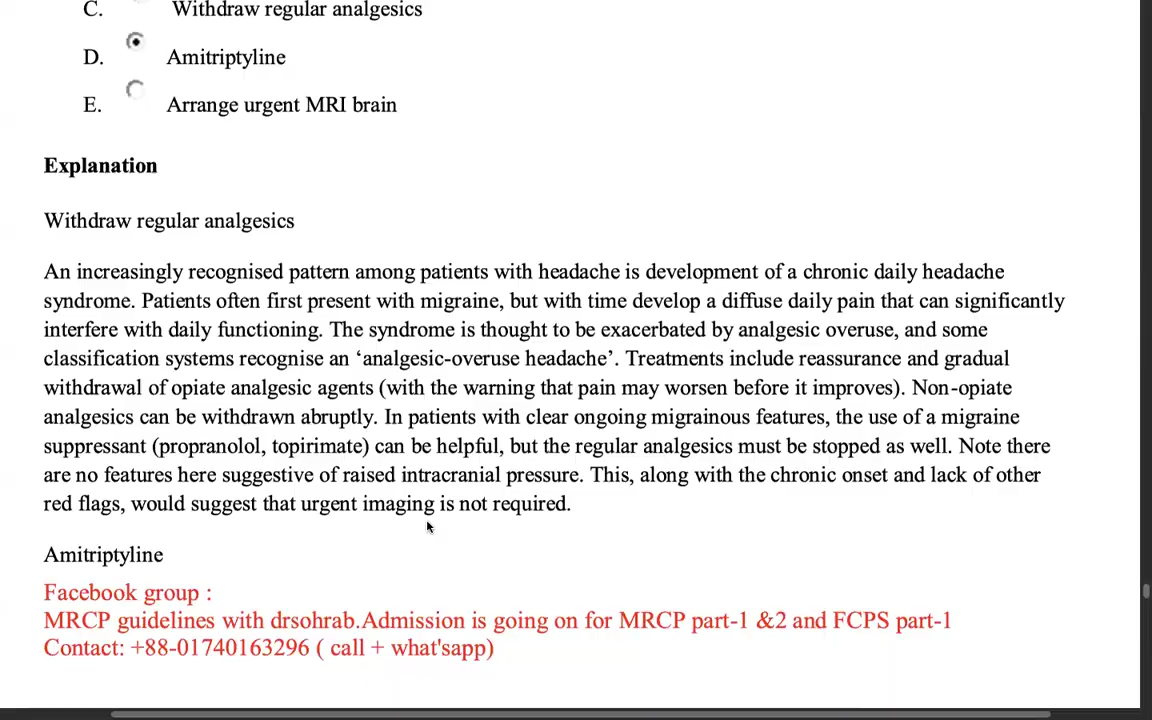 C. Withdraw regular analgesics
D. Amitriptyline
E. Arrange urgent MRI brain
Explanation
Withdraw regular analgesics
An increasingly recognised pattern among patients with headache is development of a chronic daily headache
syndrome. Patients often first present with migraine, but with time develop a diffuse daily pain that can significantly
interfere with daily functioning. The syndrome is thought to be exacerbated by analgesic overuse, and some
classification systems recognise an ‘analgesic-overuse headache’. Treatments include reassurance and gradual
withdrawal of opiate analgesic agents (with the warning that pain may worsen before it improves). Non-opiate
analgesics can be withdrawn abruptly. In patients with clear ongoing migrainous features, the use of a migraine
suppressant (propranolol, topirimate) can be helpful, but the regular analgesics must be stopped as well. Note there
are no features here suggestive of raised intracranial pressure. This, along with the chronic onset and lack of other
red flags, would suggest that urgent imaging is not required.
Amitriptyline
Facebook group :
MRCP guidelines with drsohrab.Admission is going on for MRCP part-1 &2 and FCPS part-1
Contact: +88-01740163296 ( call + what'sapp)